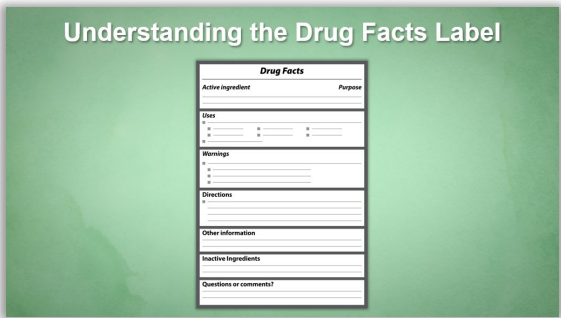 Understanding the Drug Facts Label
Drug Facts
Active ingredient Purpose
Uses
Warnings
Directions
Other information
Inactive Ingredients
Questions or comments?